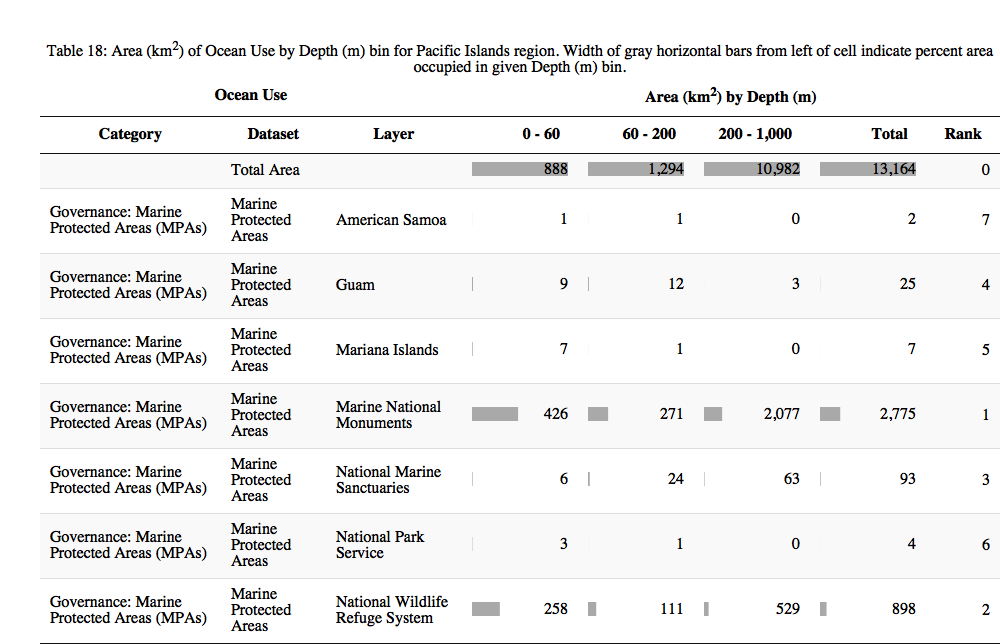 Table 18: Area (km2) of Ocean Use by Depth (m) bin for Pacific Islands region. Width of gray horizontal bars from left of cell indicate percent area
occupied in given Depth (m) bin.
Ocean Use Area (km2) by Depth (m)
Category Dataset Layer 0 - 60 60 - 200 200 - 1,000 Total Rank
Total Area 888 1,294 10,982 13,164 0
Governance: Marine
Protected Areas (MPAs)
Marine
Protected
Areas
American Samoa 1 1 0 2 7
Governance: Marine
Protected Areas (MPAs)
Marine
Protected
Areas
Guam 9 12 3 25 4
Governance: Marine
Protected Areas (MPAs)
Marine
Protected
Areas
Mariana Islands 7 1 0 7 5
Governance: Marine
Protected Areas (MPAs)
Marine
Protected
Areas
Marine National
Monuments
426 271 2,077 2,775 1
Governance: Marine
Protected Areas (MPAs)
Marine
Protected
Areas
National Marine
Sanctuaries
6 24 63 93 3
Governance: Marine
Protected Areas (MPAs)
Marine
Protected
Areas
National Park
Service
3 1 0 4 6
Governance: Marine
Protected Areas (MPAs)
Marine
Protected
Areas
National Wildlife
Refuge System
258 111 529 898 2